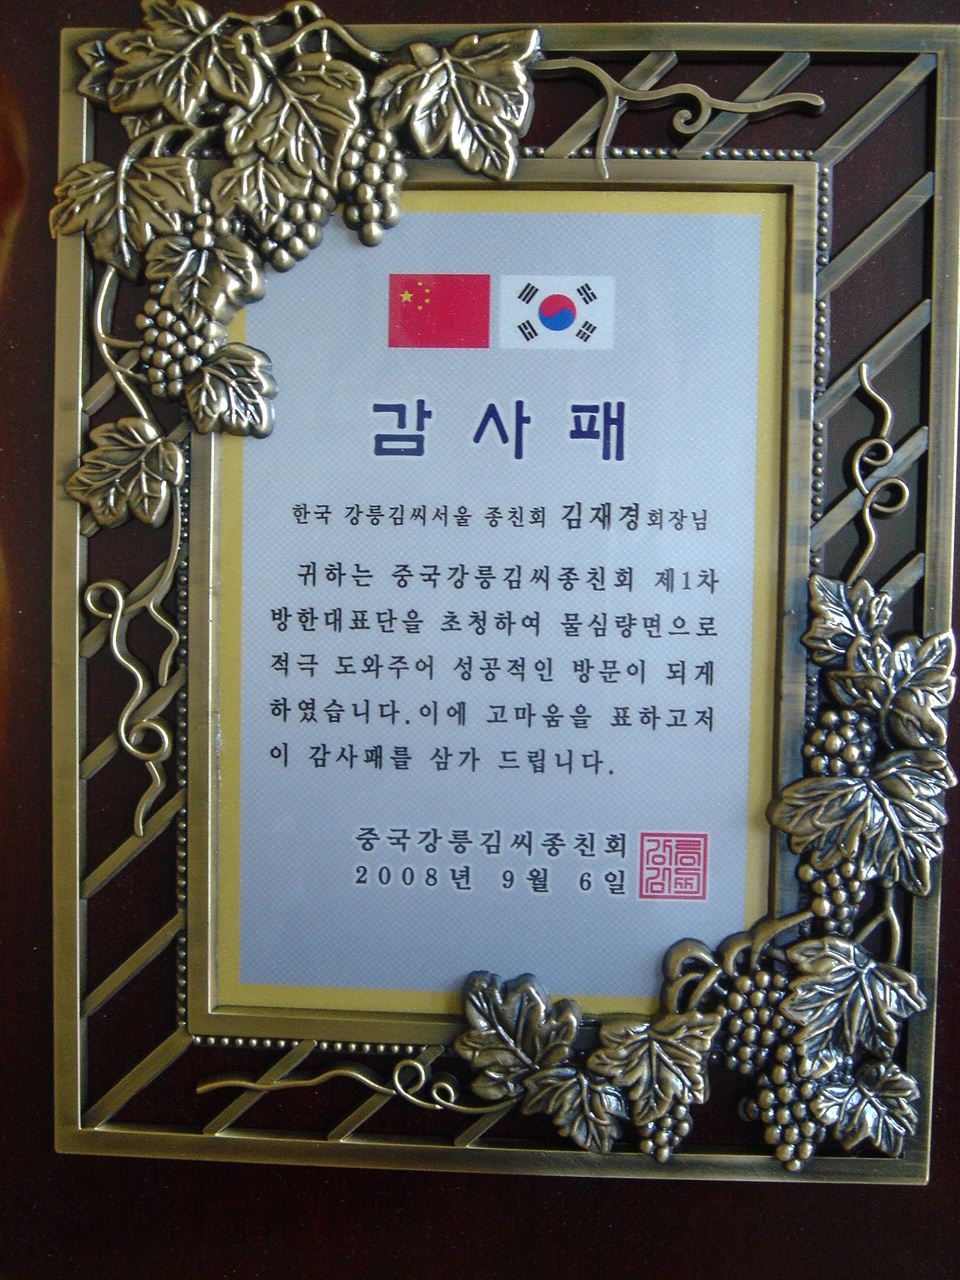 감사패
한국 강릉김씨서울 종친회 김재경회장님
귀하는 중국강릉김씨종친회 제1차
방한대표단을 초청하여 물심량면으로
적극 도와주어 성공적인 방문이 되게
하였습니다.이에 고마움을 표하고저
이 감사패를 삼가 드립니다.
중국강릉김씨종친회
2008년 9월 6일